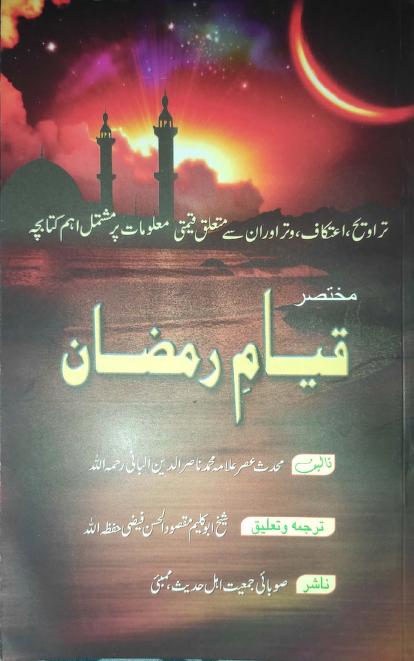 تراویح، اعتکاف، وتر اور ان سے متعلق قیمتی معلومات پر مشتمل اہم کتابچہ
مختصر
قیامِ رمضان
تالیف محدث عصر علامہ محمد ناصر الدین البانی رحمہ اللہ
ترجمہ وتعلیق شیخ ابوکلیم مقصود الحسن فیضی حفظہ اللہ
ناشر صوبائی جمعیت اہل حدیث، ممبئی